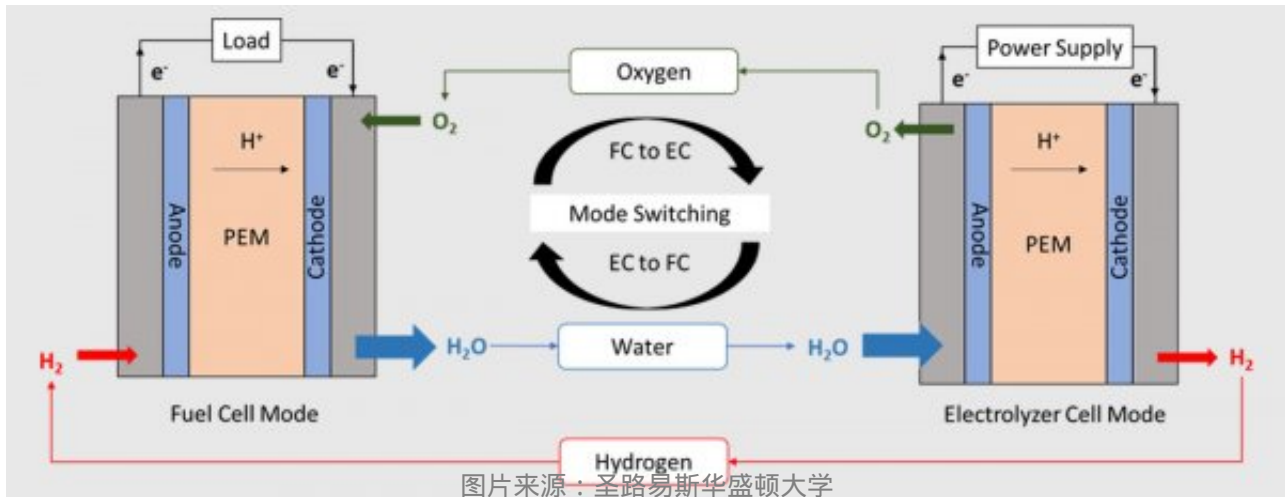 Load
Power Supply
e⁻
e⁻
e⁻
e⁻
Oxygen
O₂
O₂
H⁺
FC to EC
H⁺
Mode Switching
Anode
PEM
Cathode
Anode
PEM
Cathode
EC to FC
H₂
H₂O
Water
H₂O
H₂
Fuel Cell Mode
Electrolyzer Cell Mode
Hydrogen
图片来源：圣路易斯华盛顿大学